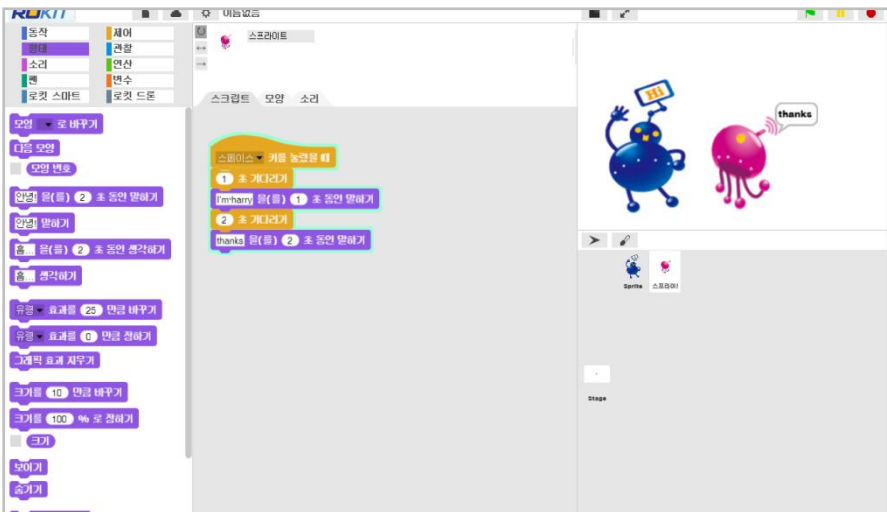 ROKIT
이름없음
동작
제어
형태
관찰
소리
연산
펜
변수
로킷 스마트
로킷 드론
스프라이트
스크립트 모양 소리
모양 로 바꾸기
다음 모양
모양 번호
안녕! 을(를) 2 초 동안 말하기
안녕! 말하기
흠... 을(를) 2 초 동안 생각하기
흠... 생각하기
유령 효과를 25 만큼 바꾸기
유령 효과를 0 만큼 정하기
그래픽 효과 지우기
크기를 10 만큼 바꾸기
크기를 100 % 로 정하기
크기
보이기
숨기기
스페이스 키를 눌렀을 때
1 초 기다리기
I'm harry 을(를) 1 초 동안 말하기
2 초 기다리기
thanks 을(를) 2 초 동안 말하기
Hi
thanks
Sprite
스프라이
Stage